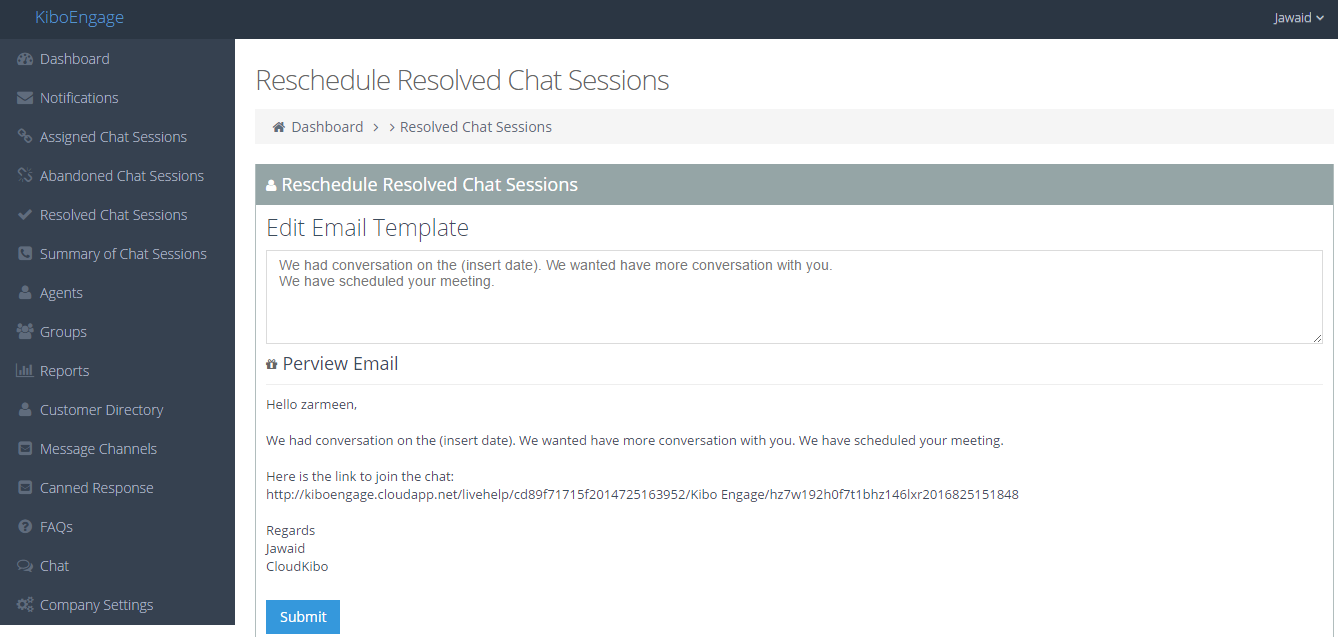 KiboEngage
Jawaid
Dashboard
Notifications
Assigned Chat Sessions
Abandoned Chat Sessions
Resolved Chat Sessions
Summary of Chat Sessions
Agents
Groups
Reports
Customer Directory
Message Channels
Canned Response
FAQs
Chat
Company Settings
Reschedule Resolved Chat Sessions
Dashboard > > Resolved Chat Sessions
Reschedule Resolved Chat Sessions
Edit Email Template
We had conversation on the (insert date). We wanted have more conversation with you.
We have scheduled your meeting.
Perview Email
Hello zarmeen,
We had conversation on the (insert date). We wanted have more conversation with you. We have scheduled your meeting.
Here is the link to join the chat:
http://kiboengage.cloudapp.net/livehelp/cd89f71715f2014725163952/Kibo Engage/hz7w192h0f7t1bhz146lxr2016825151848
Regards
Jawaid
CloudKibo
Submit